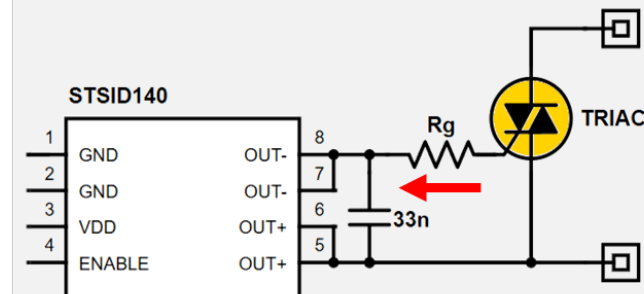 STSID140
1 GND OUT- 8
2 GND OUT- 7
3 VDD OUT+ 6
4 ENABLE OUT+ 5
Rg
33n
TRIAC